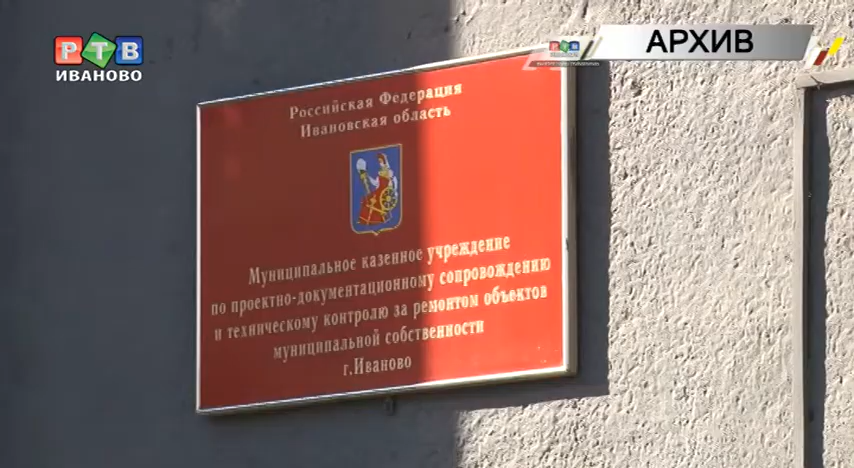 РТВ
ИВАНОВО
АРХИВ
Российская Федерация
Ивановская область
Муниципальное казенное учреждение
по проектно-документационному сопровождению
и техническому контролю за ремонтом объектов
муниципальной собственности
г.Иваново